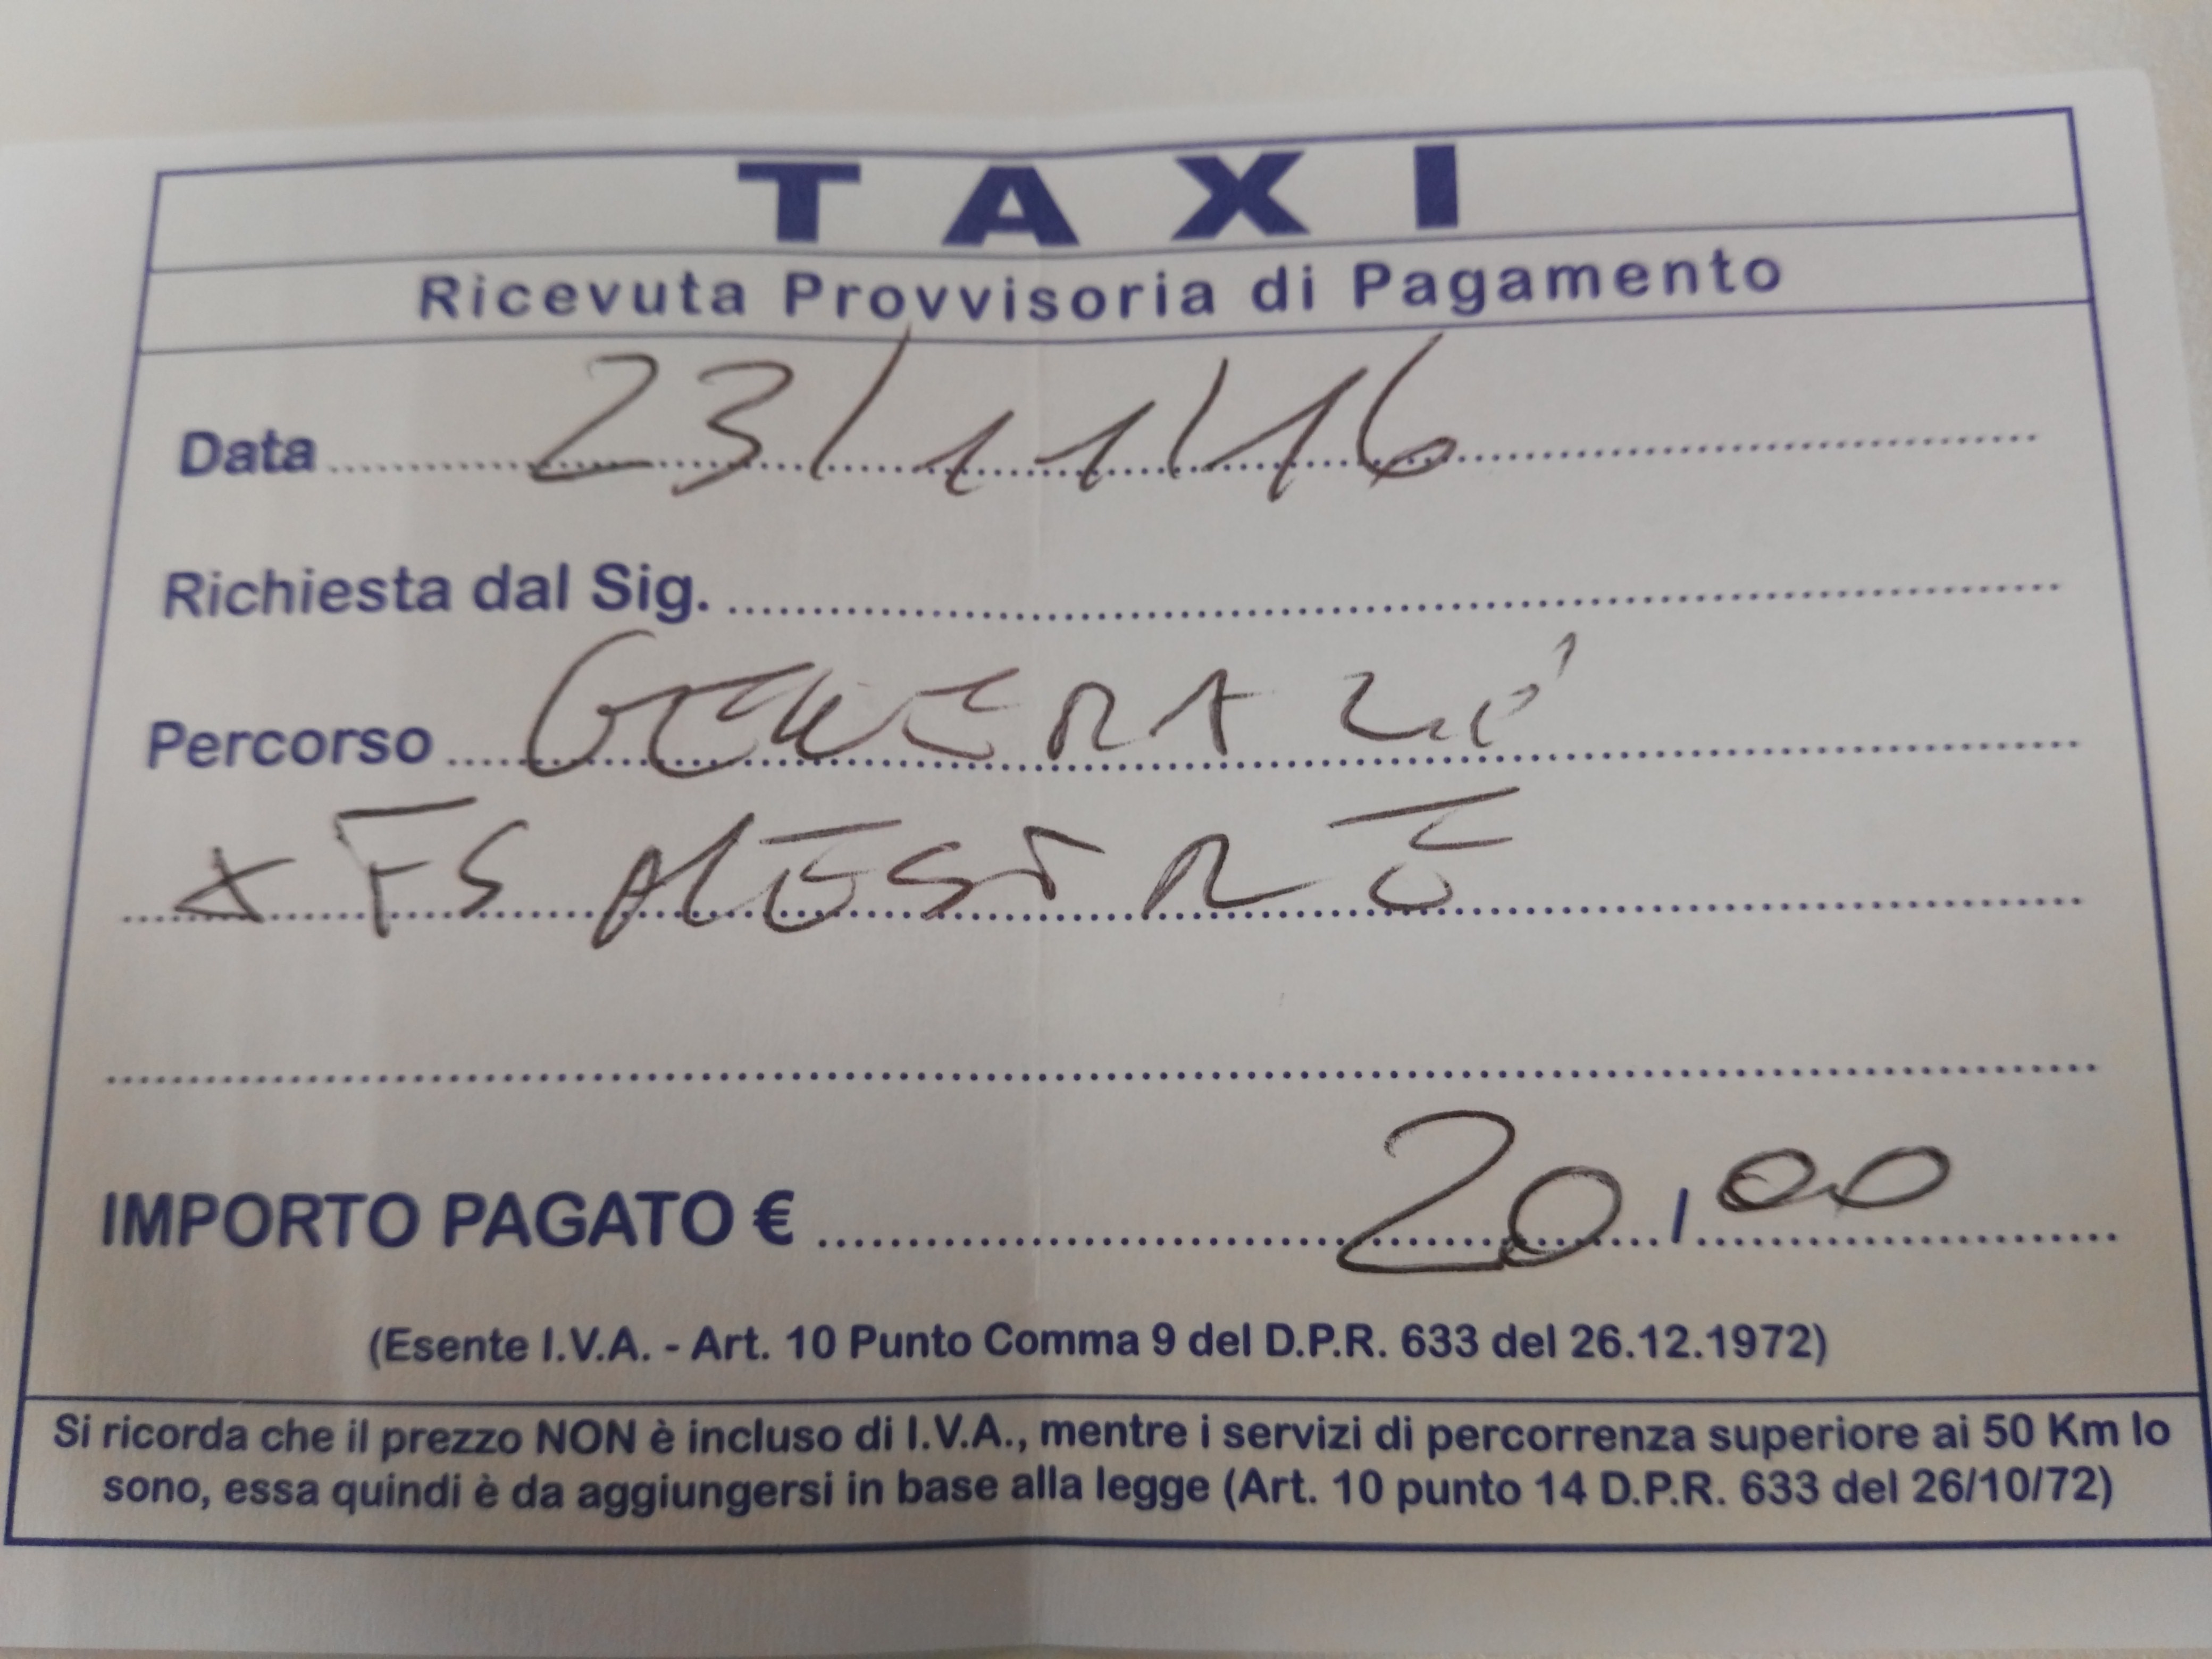 TAXI
Ricevuta Provvisoria di Pagamento
Data 23/11/16
Richiesta dal Sig.
Percorso GENERALI
x FS MESTRE
IMPORTO PAGATO € 20,00
(Esente I.V.A. - Art. 10 Punto Comma 9 del D.P.R. 633 del 26.12.1972)
Si ricorda che il prezzo NON è incluso di I.V.A., mentre i servizi di percorrenza superiore ai 50 Km lo
sono, essa quindi è da aggiungersi in base alla legge (Art. 10 punto 14 D.P.R. 633 del 26/10/72)